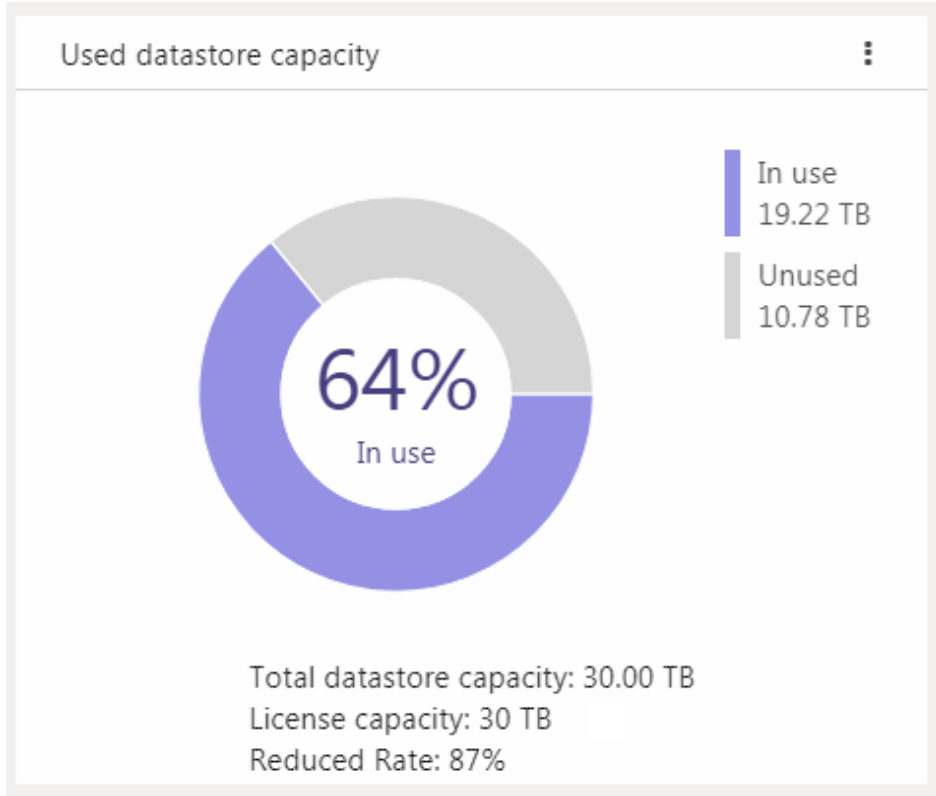 Used datastore capacity
In use
19.22 TB
Unused
10.78 TB
64%
In use
Total datastore capacity: 30.00 TB
License capacity: 30 TB
Reduced Rate: 87%